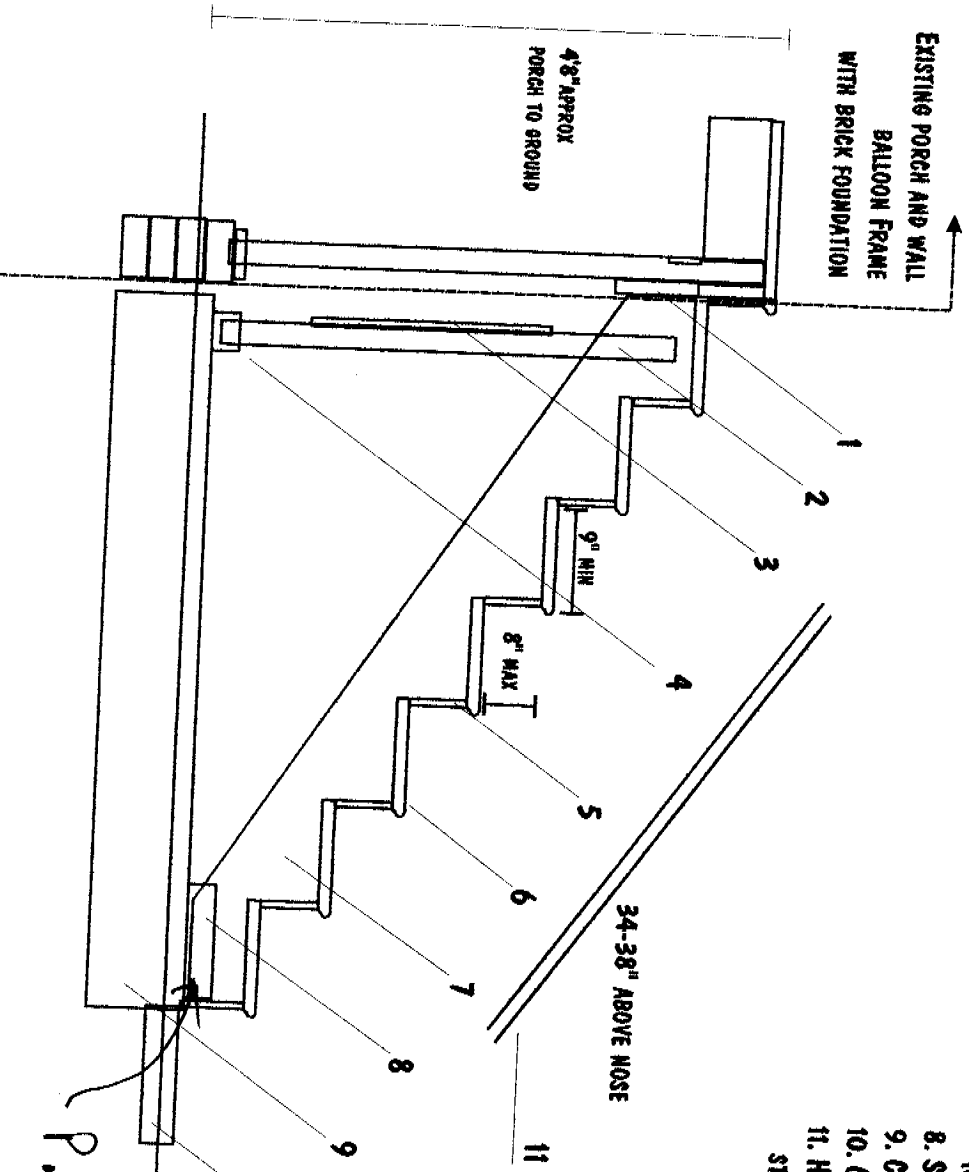 EXISTING PORCH AND WALL
BALLOON FRAME
WITH BRICK FOUNDATION
4'8" APPROX
PORCH TO GROUND
1
2
3
9" MIN
4
8" MAX
5
6
34-38" ABOVE NOSE
7
8
9
11
8. S
9. C
10.
11. H
P.